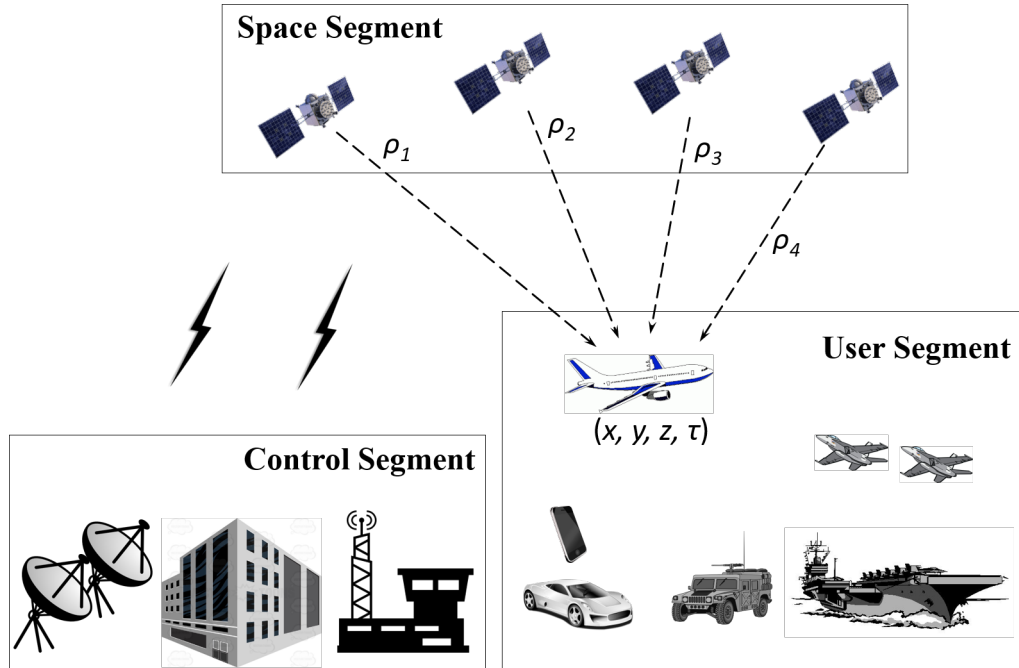 Space Segment
ρ1
ρ2
ρ3
ρ4
User Segment
(x, y, z, τ)
Control Segment